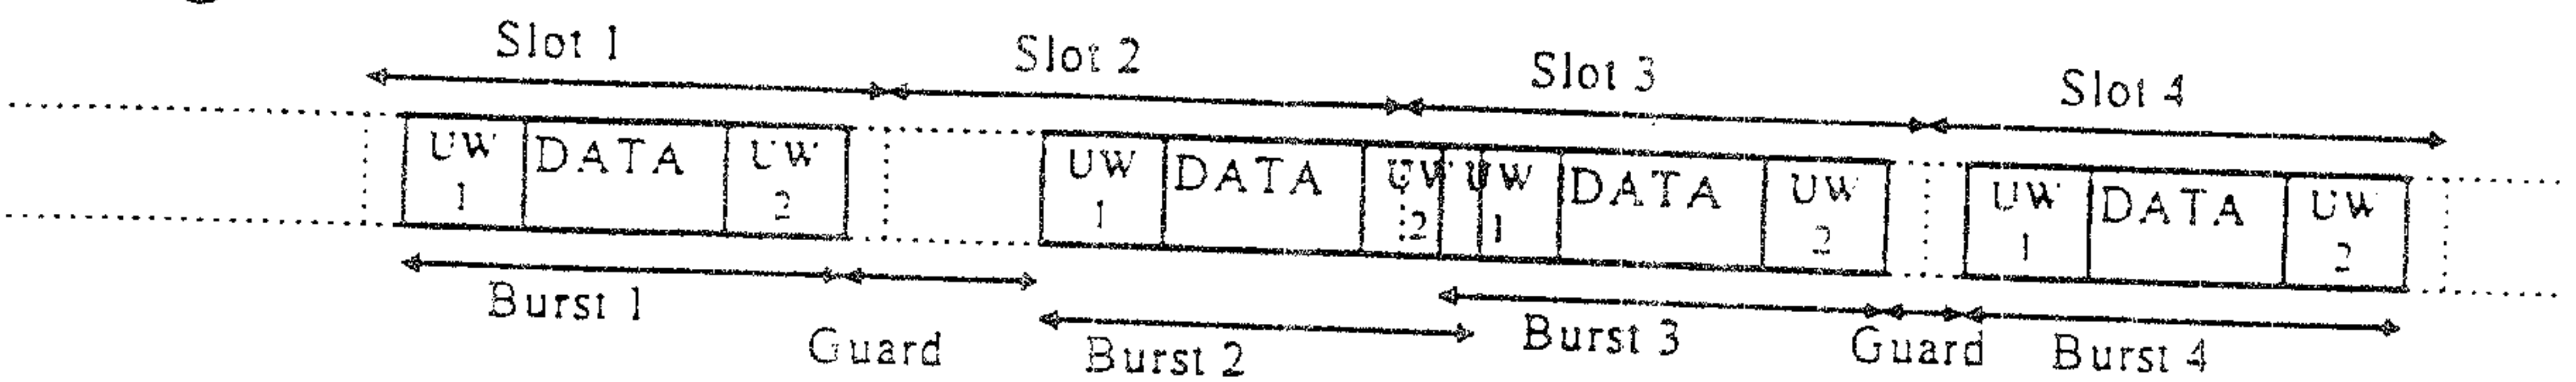 Slot 1 Slot 2 Slot 3 Slot 4
UW DATA UW UW DATA UW UW DATA UW UW DATA UW
1 2 1 2 1 2 1 2
Burst 1 Guard Burst 2 Burst 3 Guard Burst 4